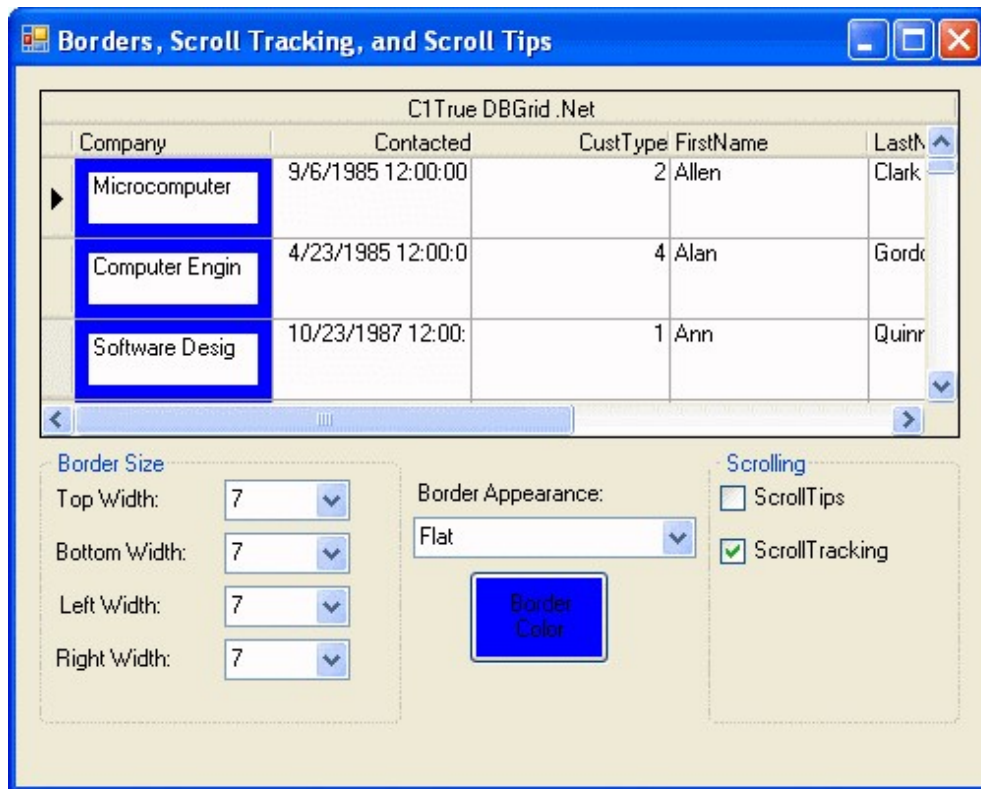 Borders, Scroll Tracking, and Scroll Tips
C1True DBGrid .Net
Company Contacted CustType FirstName LastN
Microcomputer 9/6/1985 12:00:00 2 Allen Clark
Computer Engin 4/23/1985 12:00:0 4 Alan Gordo
Software Desig 10/23/1987 12:00: 1 Ann Quinn
Border Size
Top Width: 7
Bottom Width: 7
Left Width: 7
Right Width: 7
Border Appearance:
Flat
Border
Color
Scrolling
ScrollTips
ScrollTracking